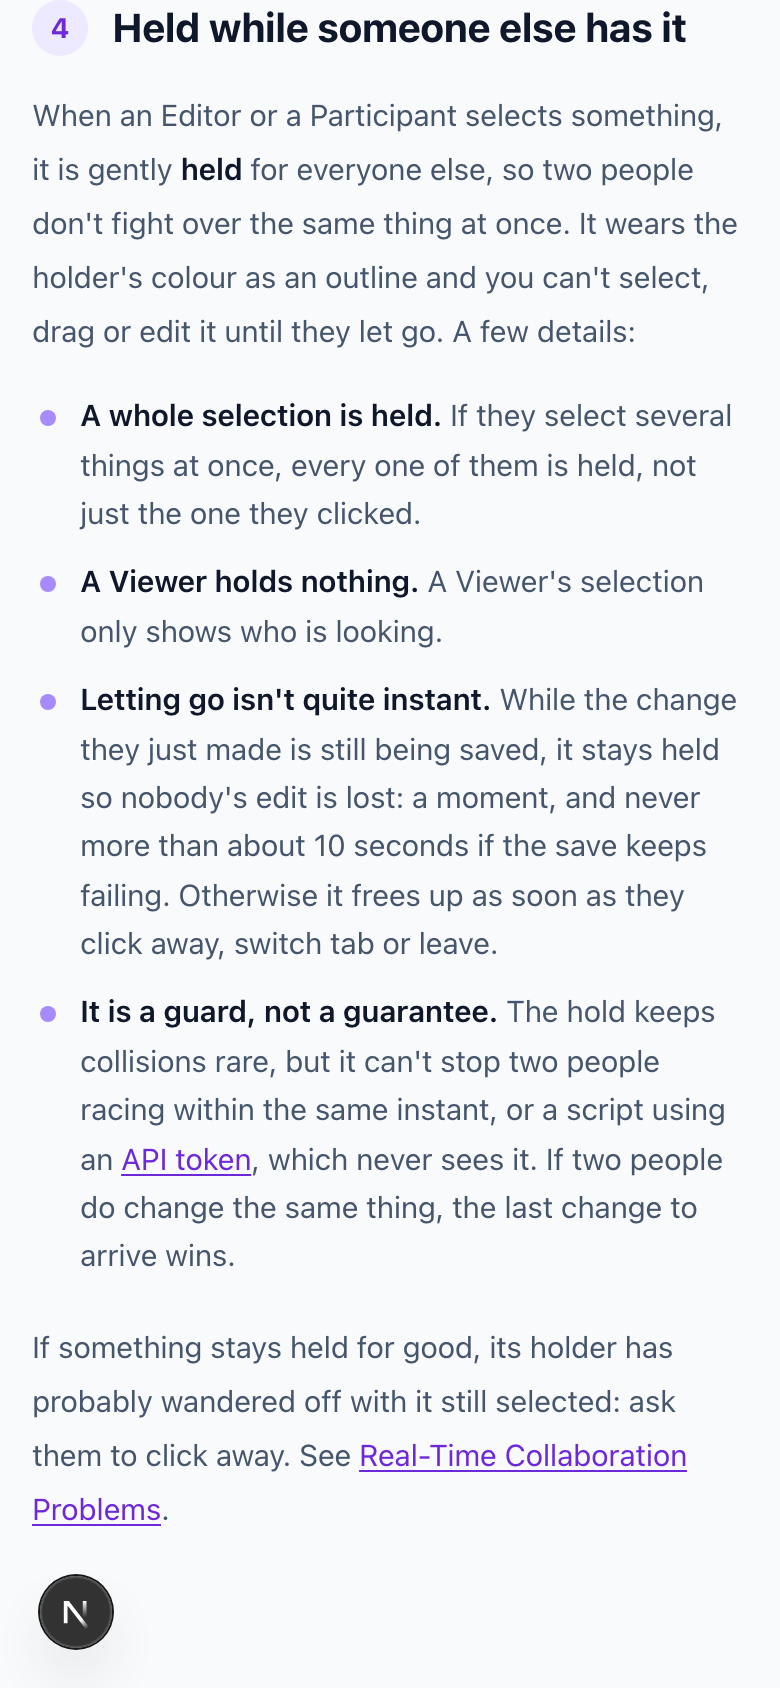 4 Held while someone else has it
When an Editor or a Participant selects something,
it is gently held for everyone else, so two people
don't fight over the same thing at once. It wears the
holder's colour as an outline and you can't select,
drag or edit it until they let go. A few details:
A whole selection is held. If they select several
things at once, every one of them is held, not
just the one they clicked.
A Viewer holds nothing. A Viewer's selection
only shows who is looking.
Letting go isn't quite instant. While the change
they just made is still being saved, it stays held
so nobody's edit is lost: a moment, and never
more than about 10 seconds if the save keeps
failing. Otherwise it frees up as soon as they
click away, switch tab or leave.
It is a guard, not a guarantee. The hold keeps
collisions rare, but it can't stop two people
racing within the same instant, or a script using
an API token, which never sees it. If two people
do change the same thing, the last change to
arrive wins.
If something stays held for good, its holder has
probably wandered off with it still selected: ask
them to click away. See Real-Time Collaboration
Problems.
N